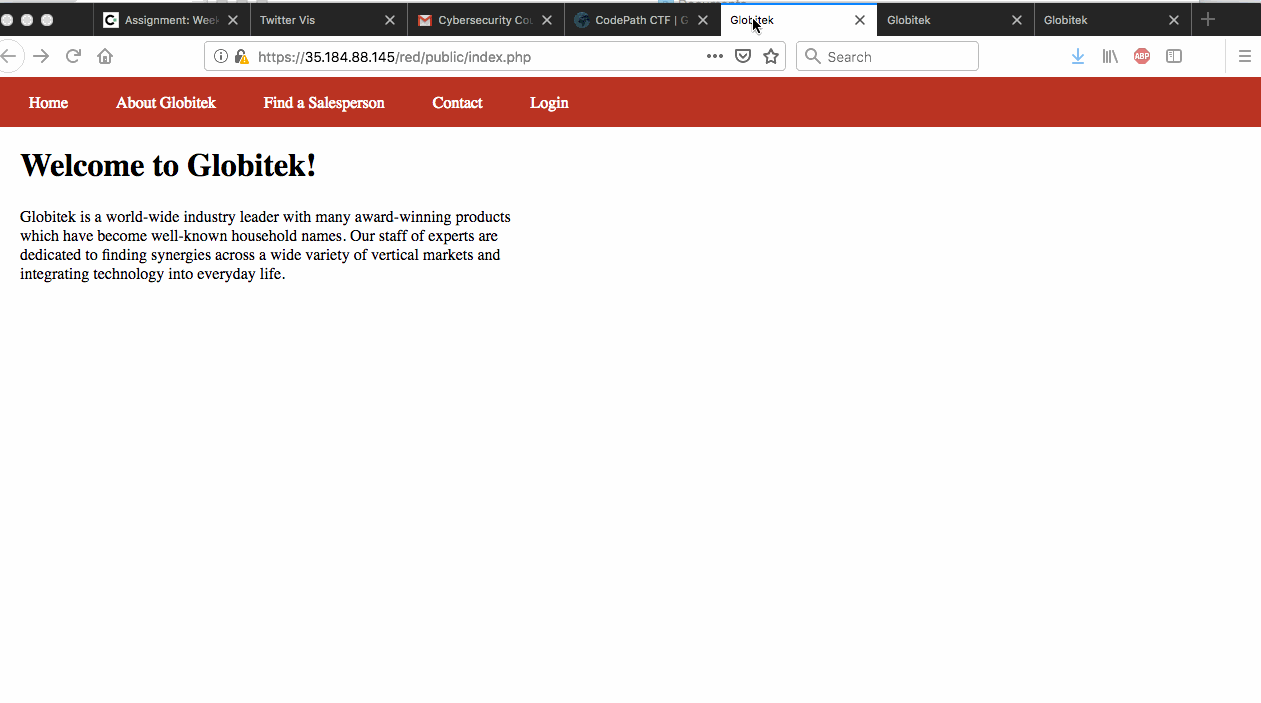 Documents
Assignment: Week
Twitter Vis
Cybersecurity Cou
CodePath CTF | G
Globitek
Globitek
Globitek
https://35.184.88.145/red/public/index.php
Search
ABP
Home
About Globitek
Find a Salesperson
Contact
Login
Welcome to Globitek!
Globitek is a world-wide industry leader with many award-winning products
which have become well-known household names. Our staff of experts are
dedicated to finding synergies across a wide variety of vertical markets and
integrating technology into everyday life.